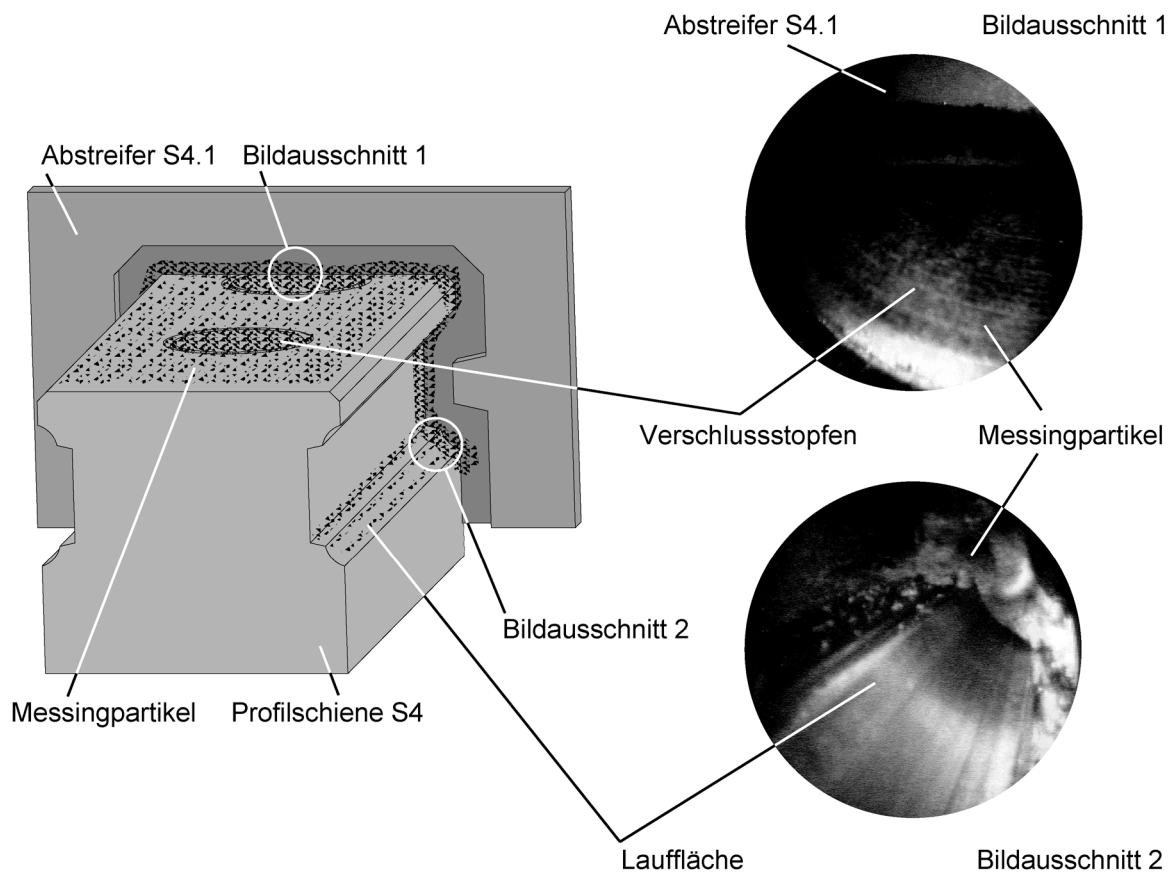 Abstreifer S4.1
Bildausschnitt 1
Abstreifer S4.1
Bildausschnitt 1
Verschlussstopfen
Messingpartikel
Bildausschnitt 2
Messingpartikel
Profilschiene S4
Lauffläche
Bildausschnitt 2